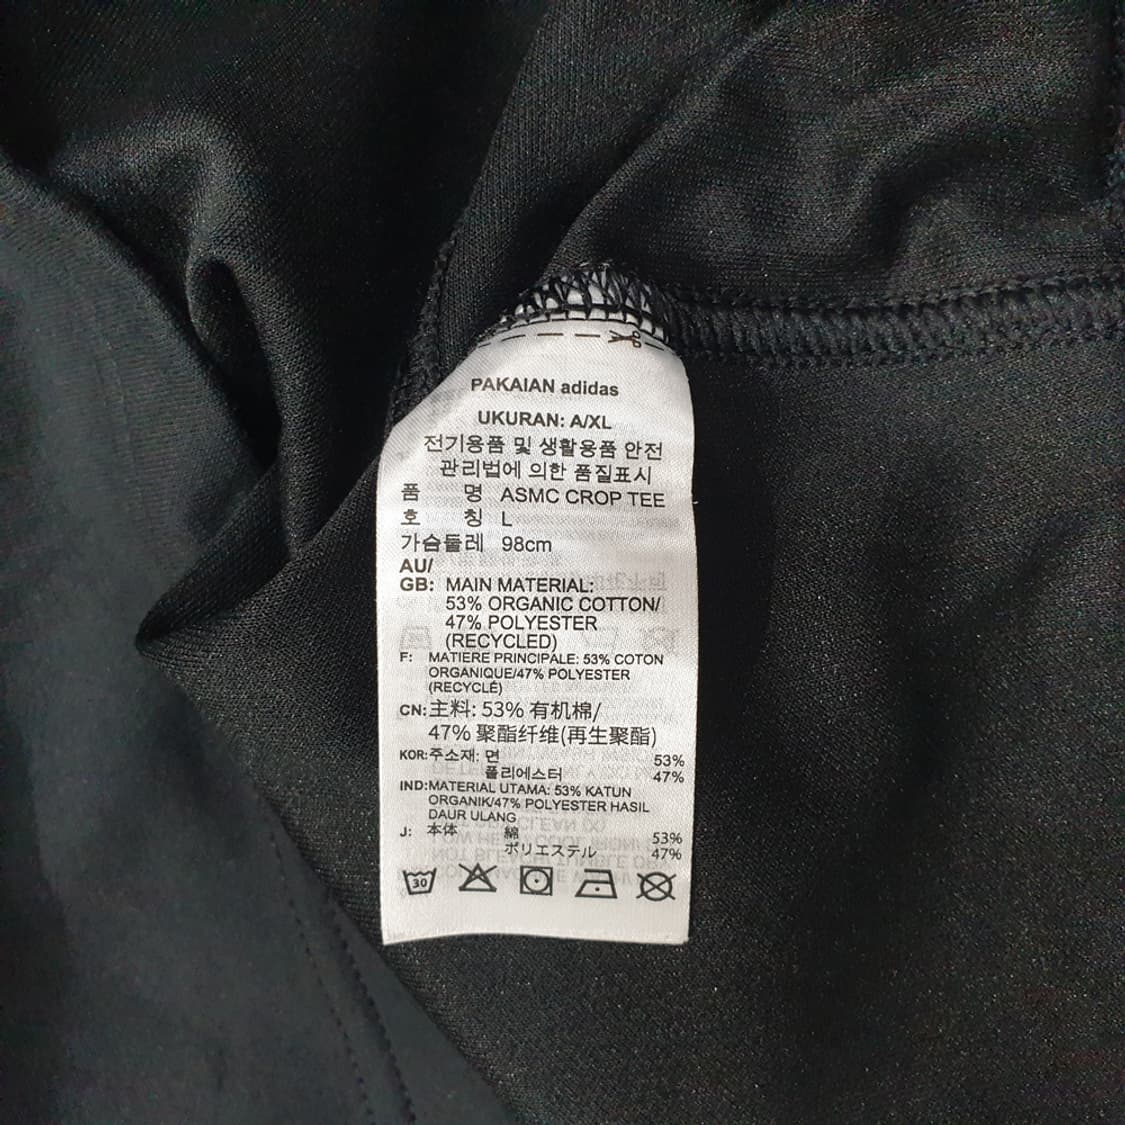 PAKAIAN adidas
UKURAN: A/XL
전기용품 및 생활용품 안전
관리법에 의한 품질표시
품 명 ASMC CROP TEE
호 칭 L
가슴둘레 98cm
AU/
GB: MAIN MATERIAL:
53% ORGANIC COTTON/
47% POLYESTER
(RECYCLED)
F: MATIERE PRINCIPALE: 53% COTON
ORGANIQUE/47% POLYESTER
(RECYCLÉ)
CN: 主料: 53% 有机棉/
47% 聚酯纤维(再生聚酯)
KOR: 주소재: 면 53%
폴리에스터 47%
IND: MATERIAL UTAMA: 53% KATUN
ORGANIK/47% POLYESTER HASIL
DAUR ULANG
J: 本体 綿 53%
ポリエステル 47%
30